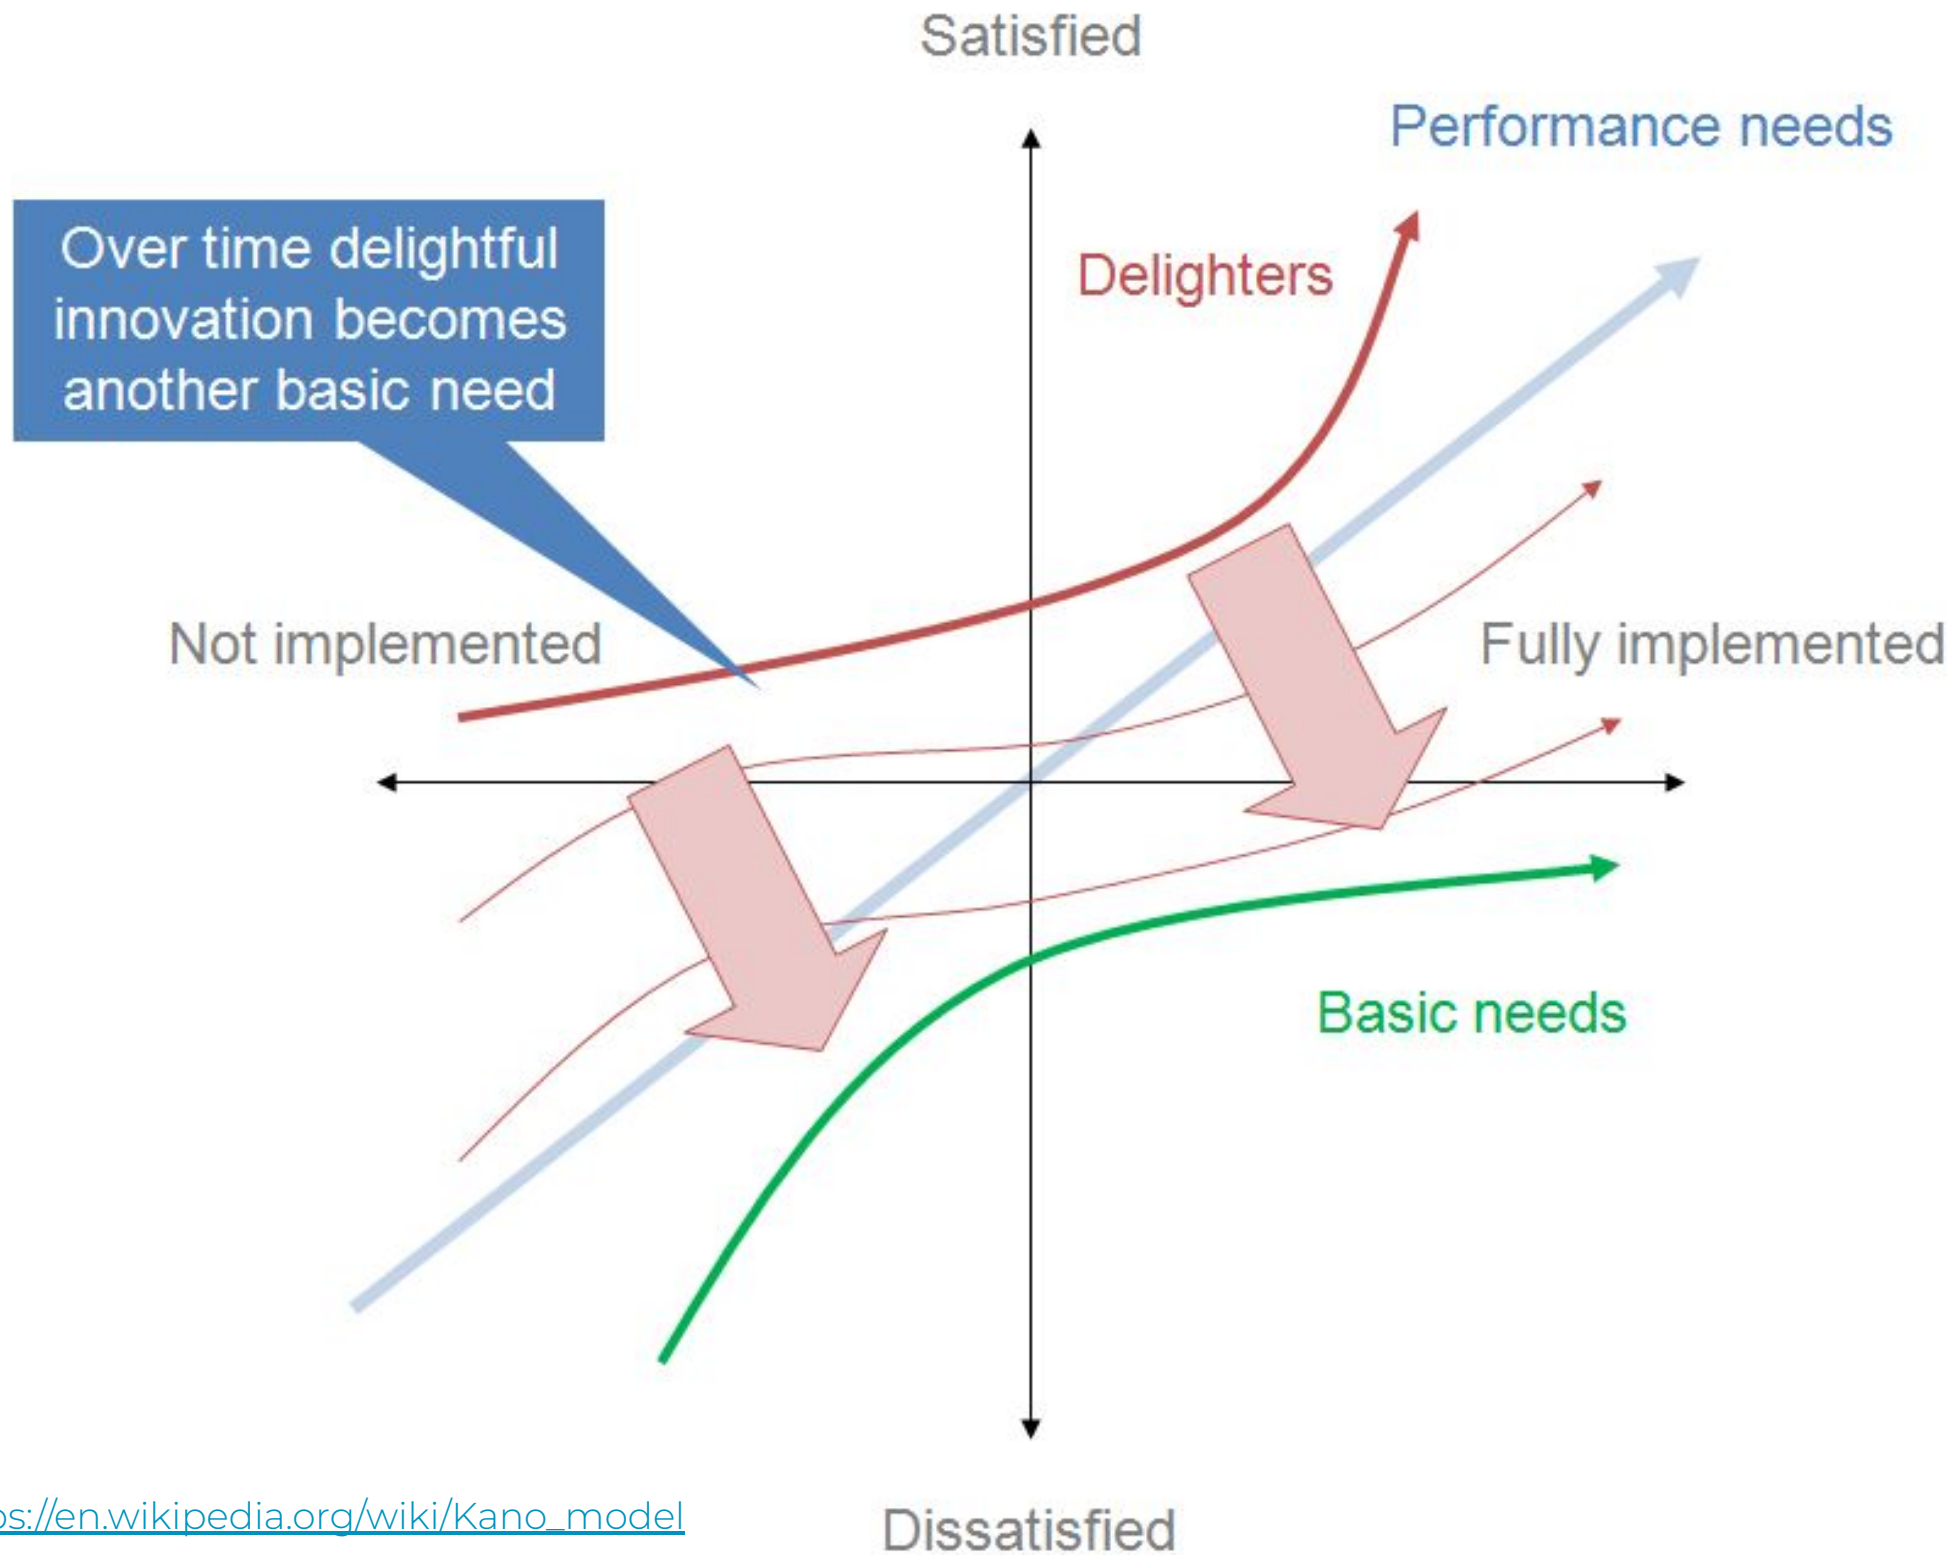 Satisfied
Performance needs
Over time delightful
innovation becomes
another basic need
Delighters
Not implemented
Fully implemented
Basic needs
ps://en.wikipedia.org/wiki/Kano_model
Dissatisfied